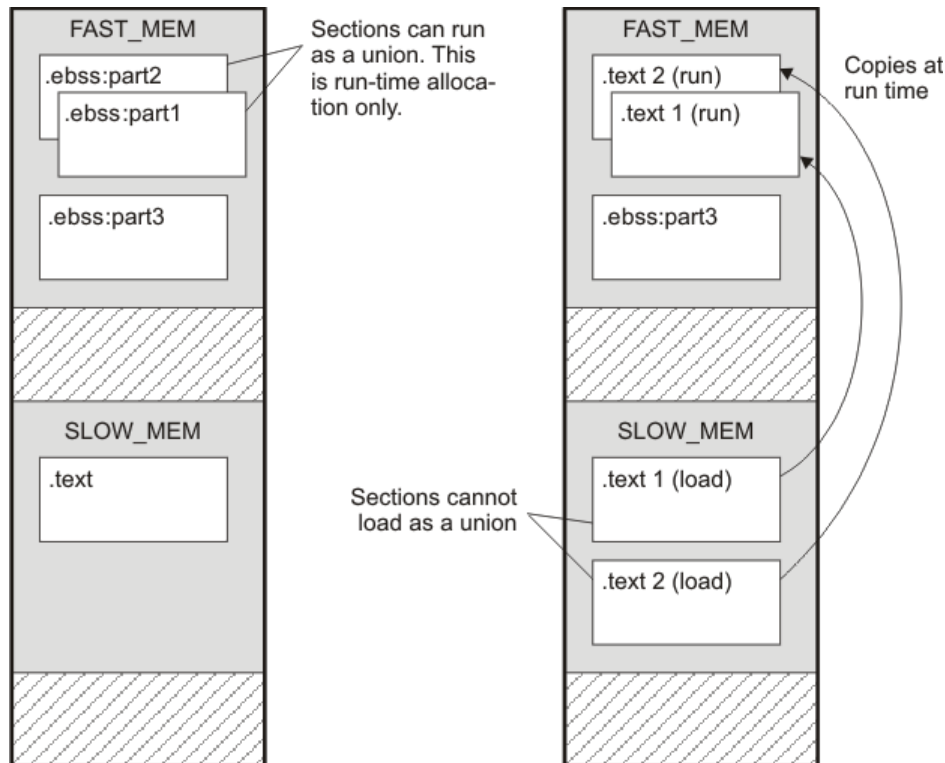 FAST_MEM
.ebss:part2
.ebss:part1
.ebss:part3
SLOW_MEM
.text
Sections can run
as a union. This
is run-time alloca-
tion only.
FAST_MEM
.text 2 (run)
.text 1 (run)
.ebss:part3
Copies at
run time
SLOW_MEM
.text 1 (load)
.text 2 (load)
Sections cannot
load as a union